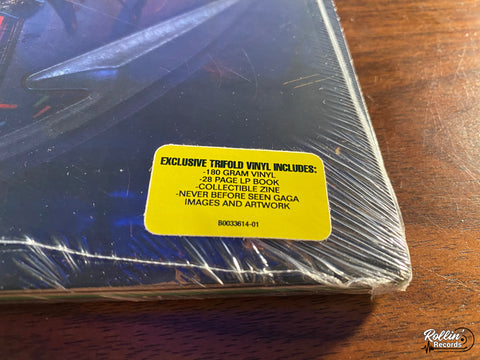 EXCLUSIVE TRIFOLD VINYL INCLUDES:
-180 GRAM VINYL
-28 PAGE LP BOOK
-COLLECTIBLE ZINE
-NEVER BEFORE SEEN GAGA
IMAGES AND ARTWORK
B0033614-01
Rollin'
Records